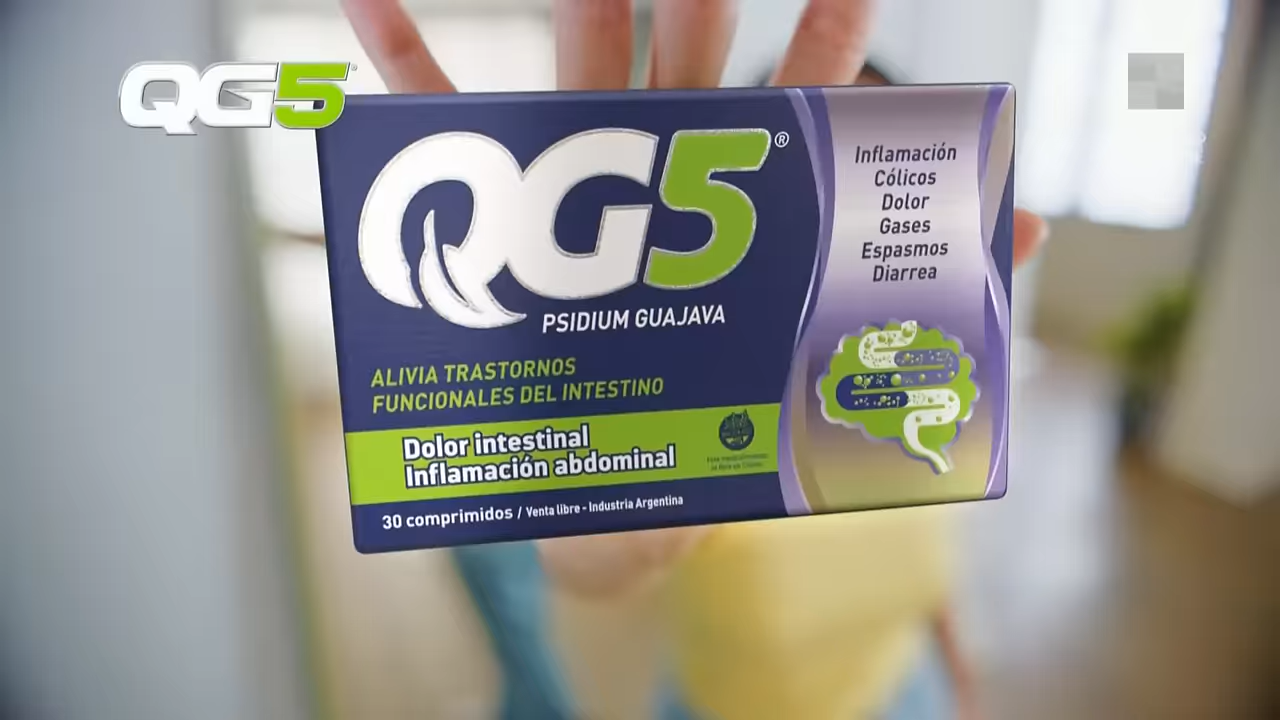 QG5
QG5®
PSIDIUM GUAJAVA
ALIVIA TRASTORNOS
FUNCIONALES DEL INTESTINO
Dolor intestinal
Inflamación abdominal
30 comprimidos / Venta libre - Industria Argentina
Inflamación
Cólicos
Dolor
Gases
Espasmos
Diarrea